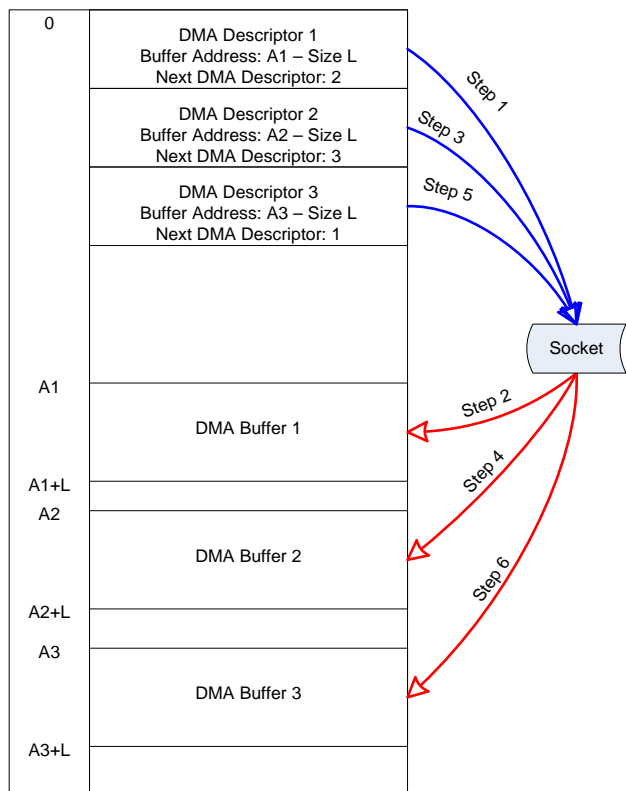 0
DMA Descriptor 1
Buffer Address: A1 – Size L
Next DMA Descriptor: 2
DMA Descriptor 2
Buffer Address: A2 – Size L
Next DMA Descriptor: 3
DMA Descriptor 3
Buffer Address: A3 – Size L
Next DMA Descriptor: 1
Step 1
Step 3
Step 5
Socket
A1
DMA Buffer 1
Step 2
A1+L
A2
Step 4
DMA Buffer 2
Step 6
A2+L
A3
DMA Buffer 3
A3+L